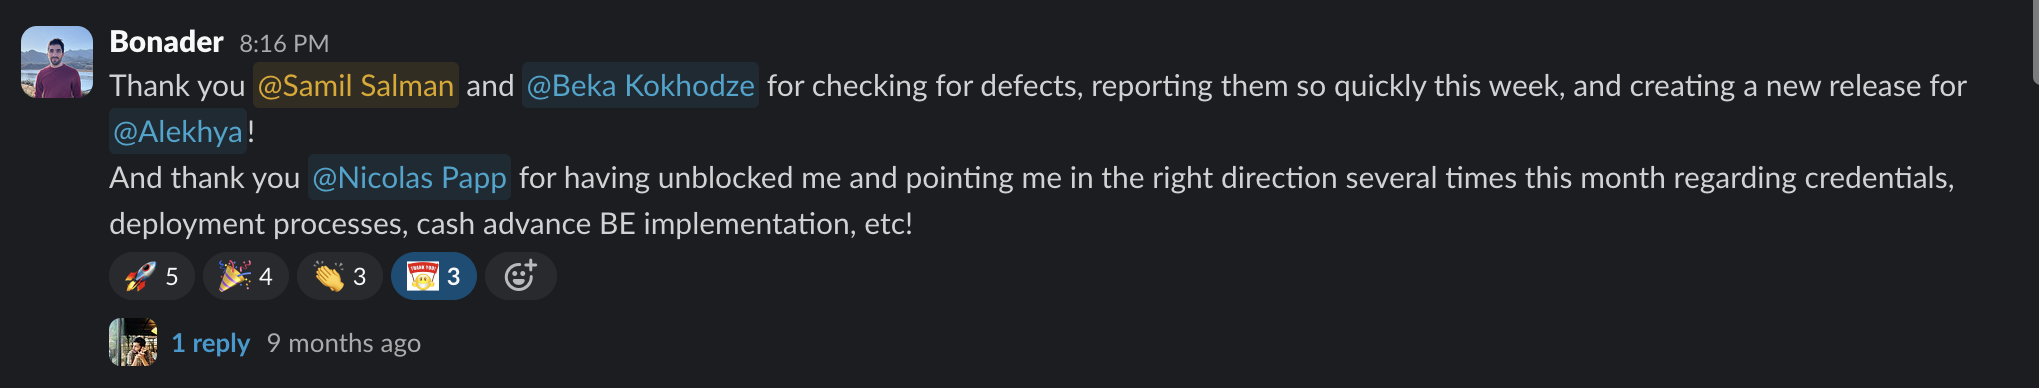 Bonader 8:16 PM
Thank you @Samil Salman and @Beka Kokhodze for checking for defects, reporting them so quickly this week, and creating a new release for
@Alekhya!
And thank you @Nicolas Papp for having unblocked me and pointing me in the right direction several times this month regarding credentials,
deployment processes, cash advance BE implementation, etc!
5 4 3 THANK YOU! 3
1 reply 9 months ago